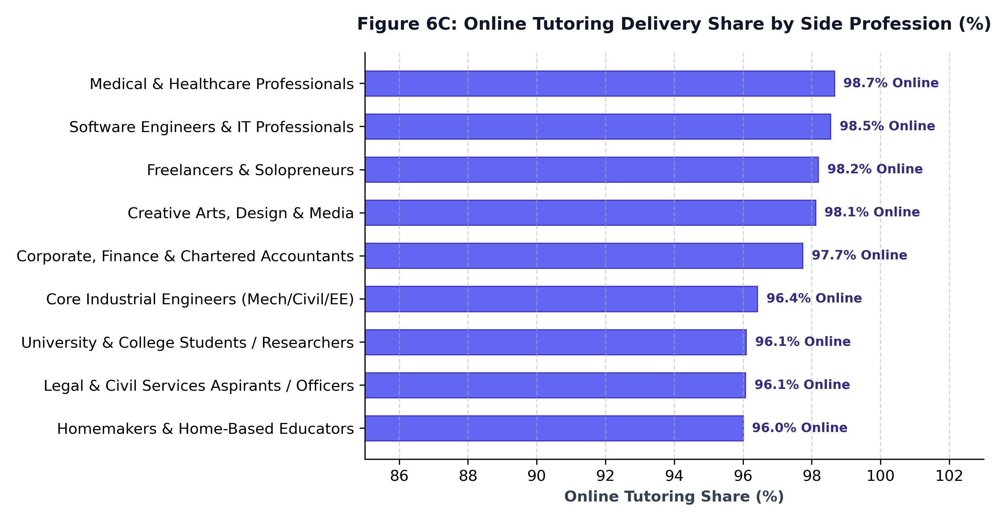 Figure 6C: Online Tutoring Delivery Share by Side Profession (%)
Medical & Healthcare Professionals
98.7% Online
Software Engineers & IT Professionals
98.5% Online
Freelancers & Solopreneurs
98.2% Online
Creative Arts, Design & Media
98.1% Online
Corporate, Finance & Chartered Accountants
97.7% Online
Core Industrial Engineers (Mech/Civil/EE)
96.4% Online
University & College Students / Researchers
96.1% Online
Legal & Civil Services Aspirants / Officers
96.1% Online
Homemakers & Home-Based Educators
96.0% Online
86 88 90 92 94 96 98 100 102
Online Tutoring Share (%)